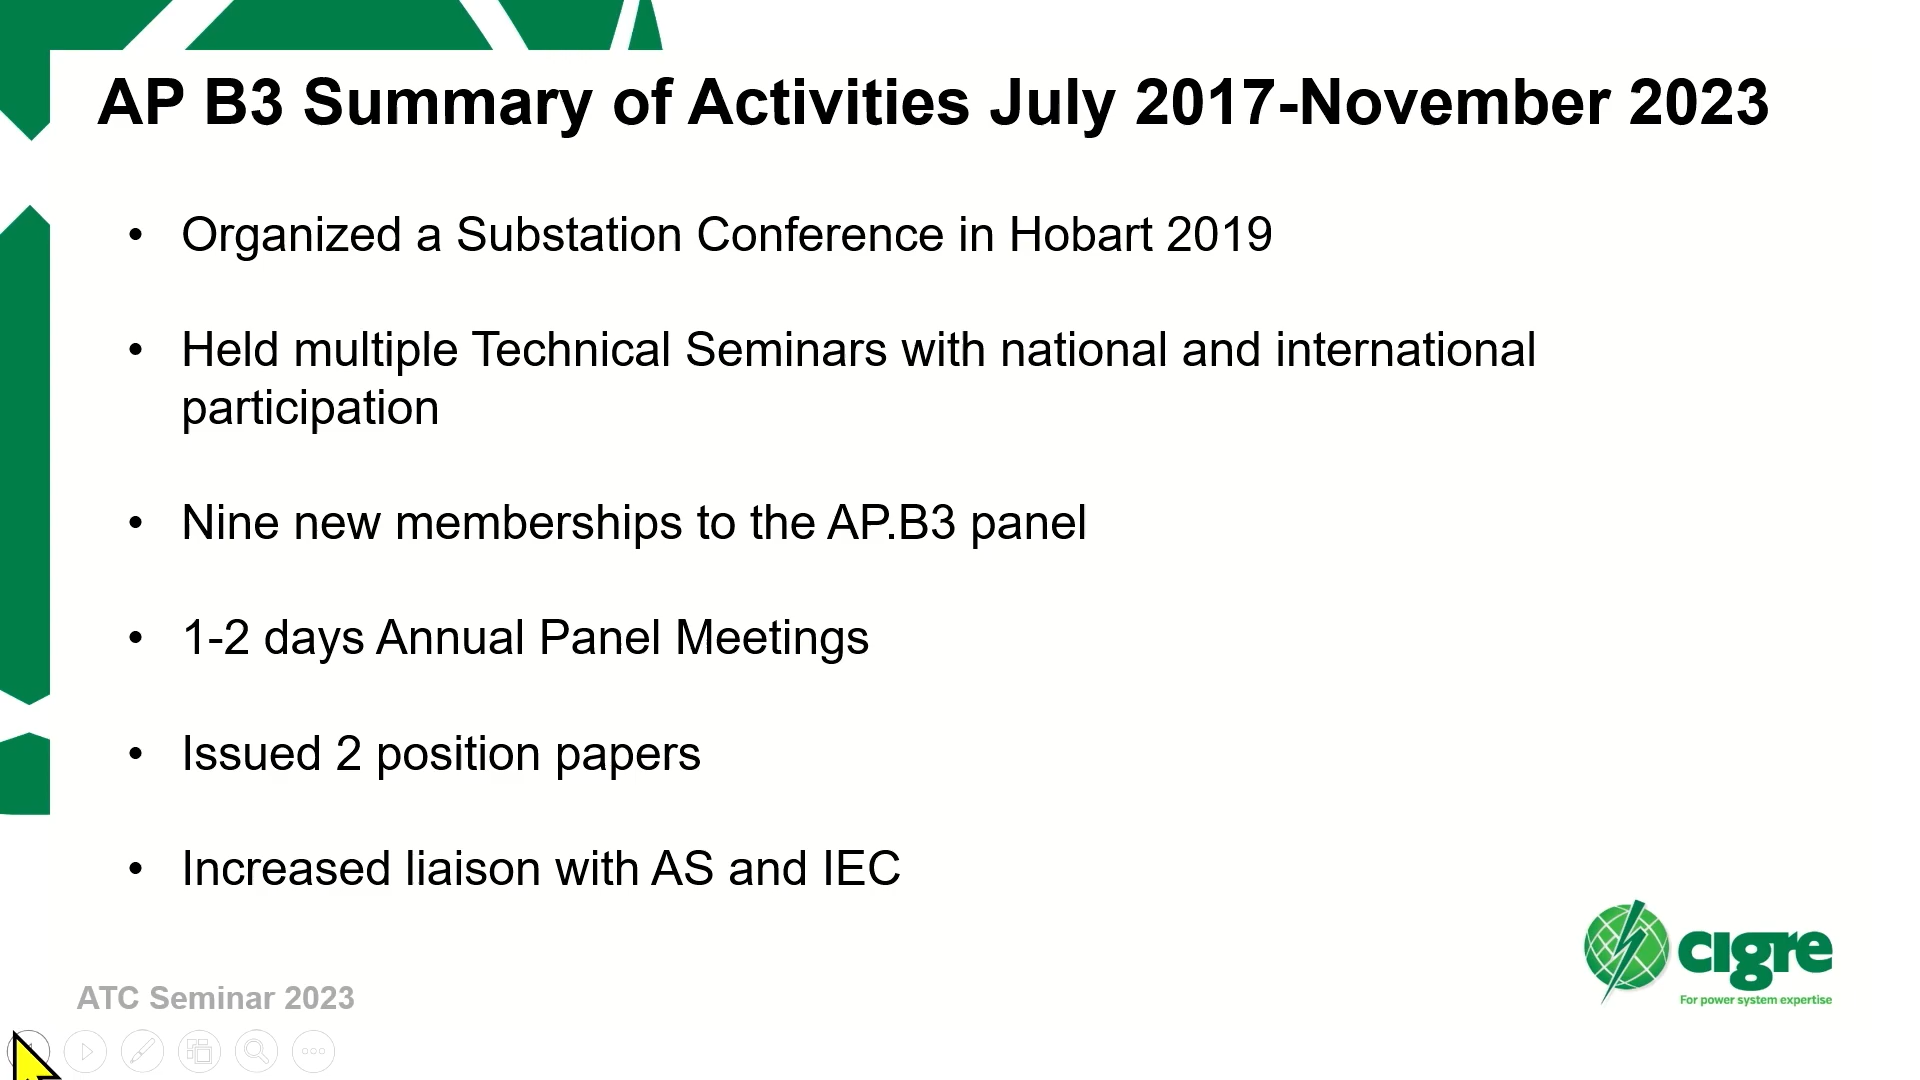 AP B3 Summary of Activities July 2017-November 2023
• Organized a Substation Conference in Hobart 2019
• Held multiple Technical Seminars with national and international
participation
• Nine new memberships to the AP.B3 panel
• 1-2 days Annual Panel Meetings
• Issued 2 position papers
• Increased liaison with AS and IEC
cigre
For power system expertise
ATC Seminar 2023